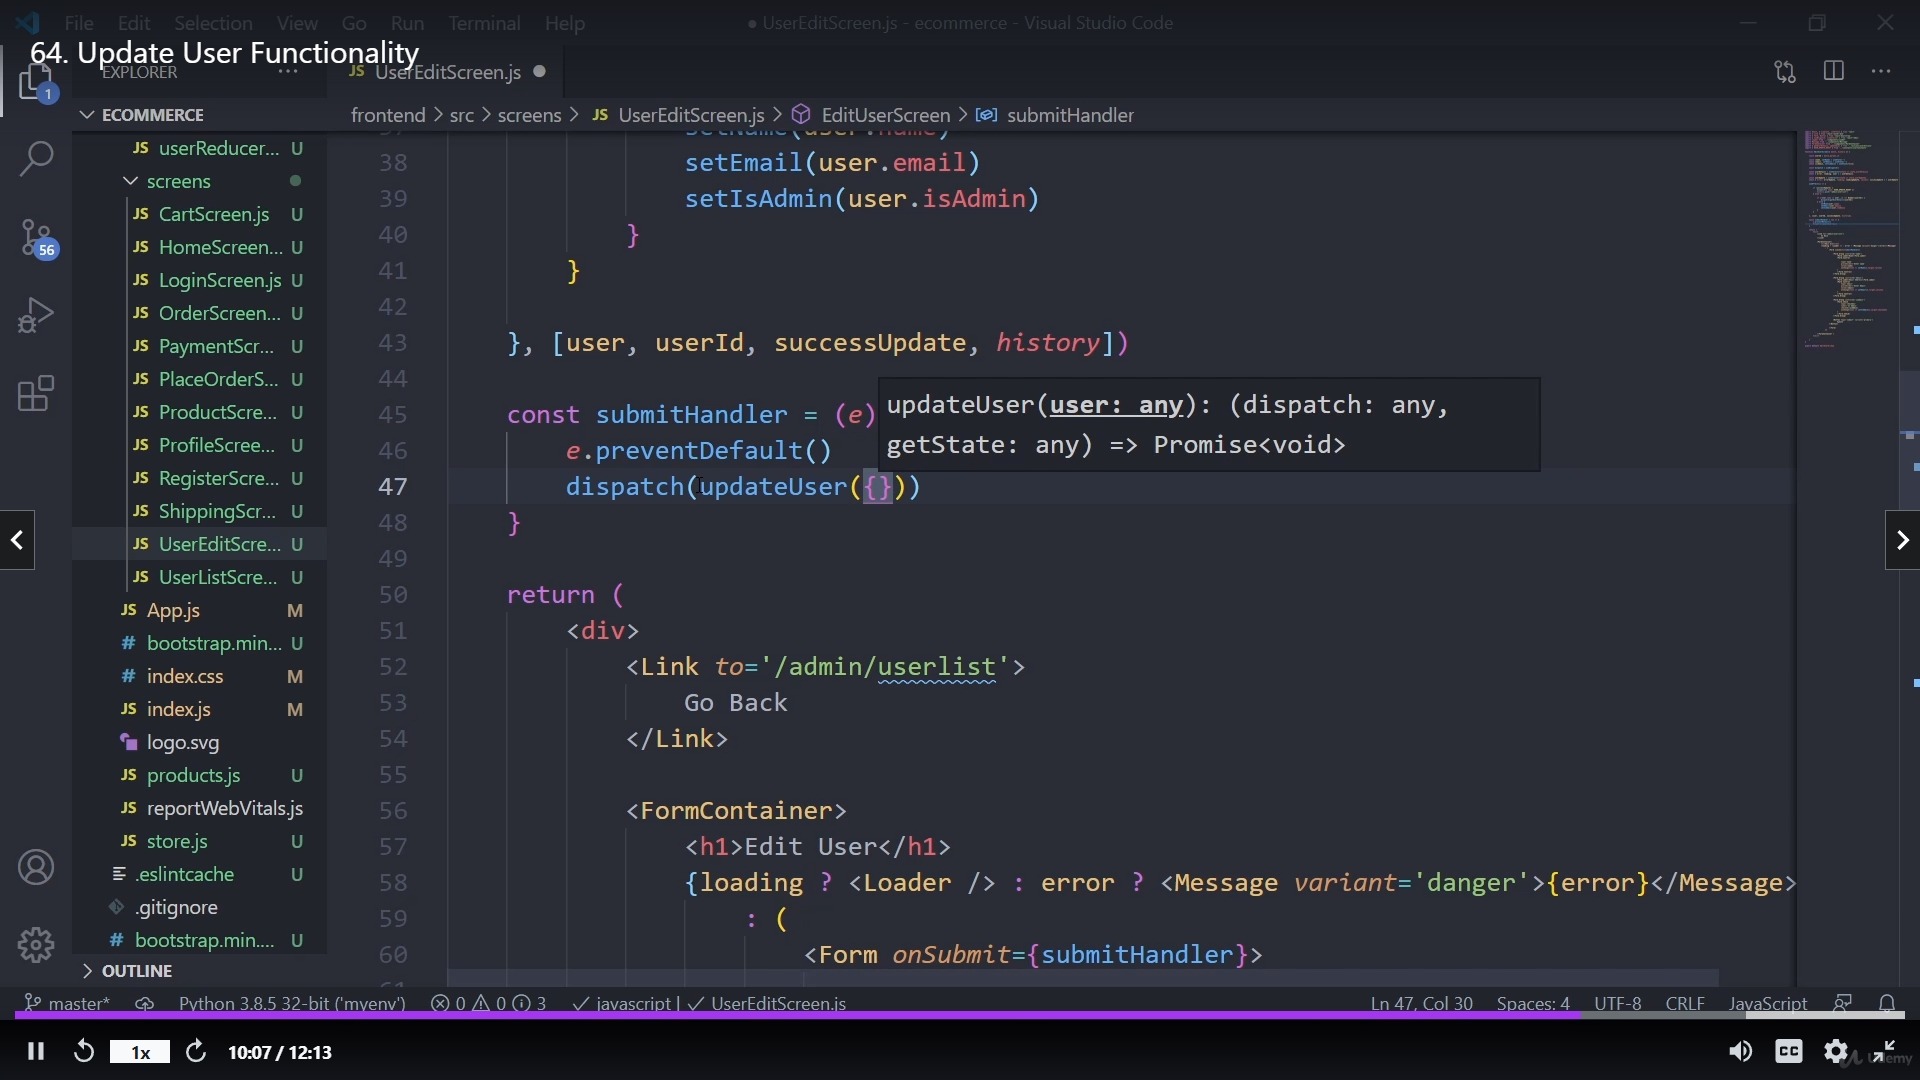 File Edit Selection View Go Run Terminal Help
● UserEditScreen.js - ecommerce - Visual Studio Code
64. Update User Functionality
EXPLORER
JS UserEditScreen.js
1
ECOMMERCE
frontend > src > screens > JS UserEditScreen.js > EditUserScreen > submitHandler
JS userReducer... U
screens
JS CartScreen.js U
JS HomeScreen... U
JS LoginScreen.js U
JS OrderScreen... U
JS PaymentScr... U
JS PlaceOrderS... U
JS ProductScre... U
JS ProfileScree... U
JS RegisterScre... U
JS ShippingScr... U
JS UserEditScre... U
JS UserListScre... U
JS App.js M
# bootstrap.min... U
# index.css M
JS index.js M
logo.svg
JS products.js U
JS reportWebVitals.js
JS store.js U
.eslintcache U
.gitignore
# bootstrap.min.... U
OUTLINE
56
37 setName(user.name)
38 setEmail(user.email)
39 setIsAdmin(user.isAdmin)
40 }
41 }
42
43 }, [user, userId, successUpdate, history])
44
45 const submitHandler = (e)
46 e.preventDefault()
47 dispatch(updateUser({}))
48 }
49
50 return (
51 <div>
52 <Link to='/admin/userlist'>
53 Go Back
54 </Link>
55
56 <FormContainer>
57 <h1>Edit User</h1>
58 {loading ? <Loader /> : error ? <Message variant='danger'>{error}</Message>
59 : (
60 <Form onSubmit={submitHandler}>
61
updateUser(user: any): (dispatch: any,
getState: any) => Promise<void>
master* Python 3.8.5 32-bit ('myenv') 0 0 3 ✓ javascript | ✓ UserEditScreen.js Ln 47, Col 30 Spaces: 4 UTF-8 CRLF JavaScript
1x 10:07 / 12:13 CC
Udemy